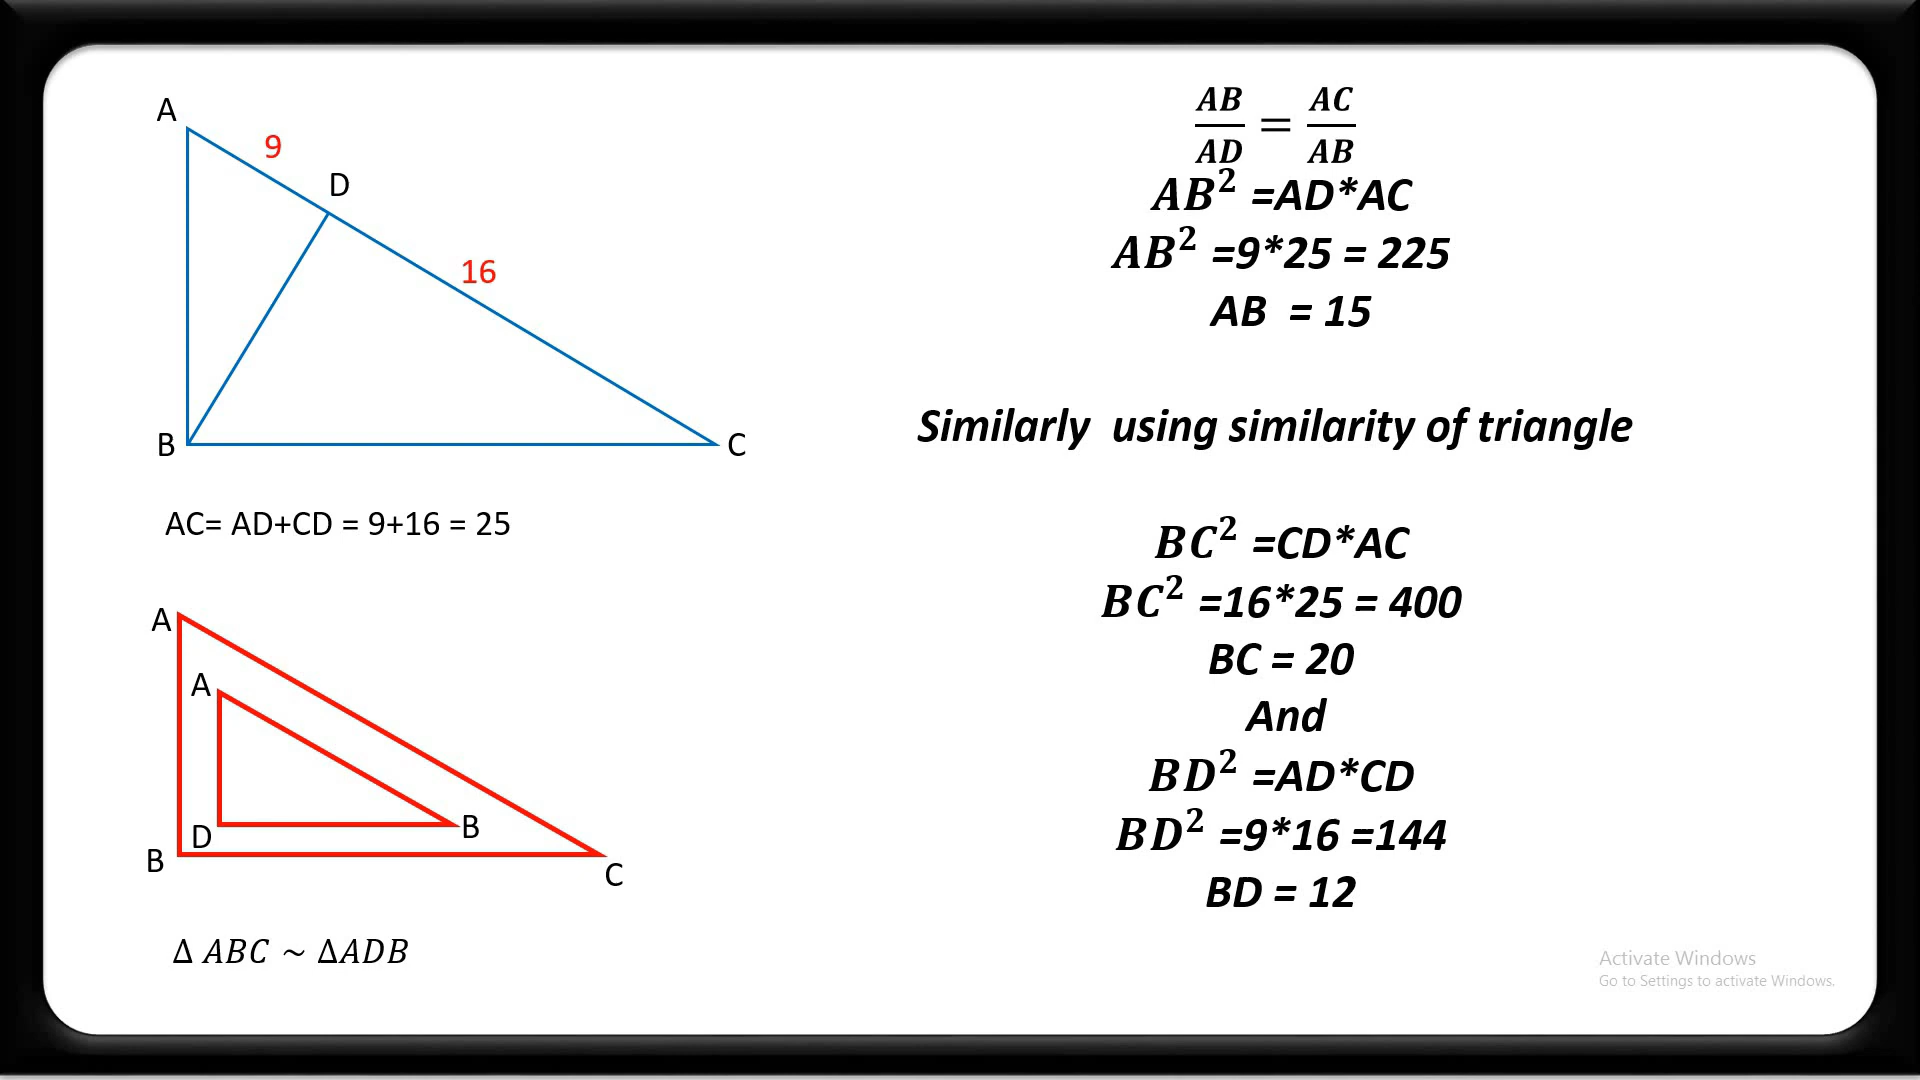 A
9
D
16
B
C
AC= AD+CD = 9+16 = 25
A
A
D
B
B
C
Δ ABC ~ ΔADB
AB/AD = AC/AB
AB² =AD*AC
AB² =9*25 = 225
AB = 15
Similarly using similarity of triangle
BC² =CD*AC
BC² =16*25 = 400
BC = 20
And
BD² =AD*CD
BD² =9*16 =144
BD = 12
Activate Windows
Go to Settings to activate Windows.